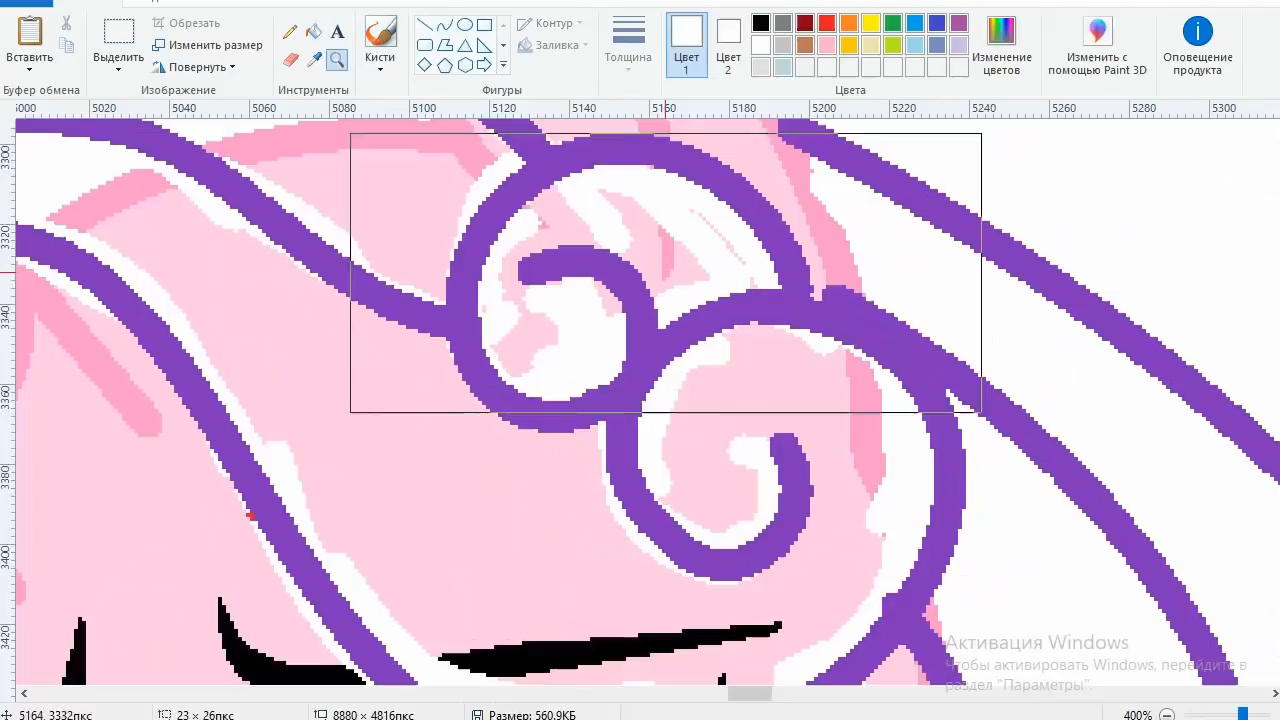 Вставить
Буфер обмена
Выделить
Обрезать
Изменить размер
Повернуть
Изображение
A
Инструменты
Кисти
Контур
Заливка
Фигуры
Толщина
Цвет
1
Цвет
2
Цвета
Изменение
цветов
Изменить с
помощью Paint 3D
Оповещение
продукта
5000 5020 5040 5060 5080 5100 5120 5140 5160 5180 5200 5220 5240 5260 5280 5300
3300
3320
3340
3360
3380
3400
3420
Активация Windows
Чтобы активировать Windows, перейдите в
раздел "Параметры".
5164, 3332пкс 23 × 26пкс 8880 × 4816пкс Размер: 560.9КБ 400%